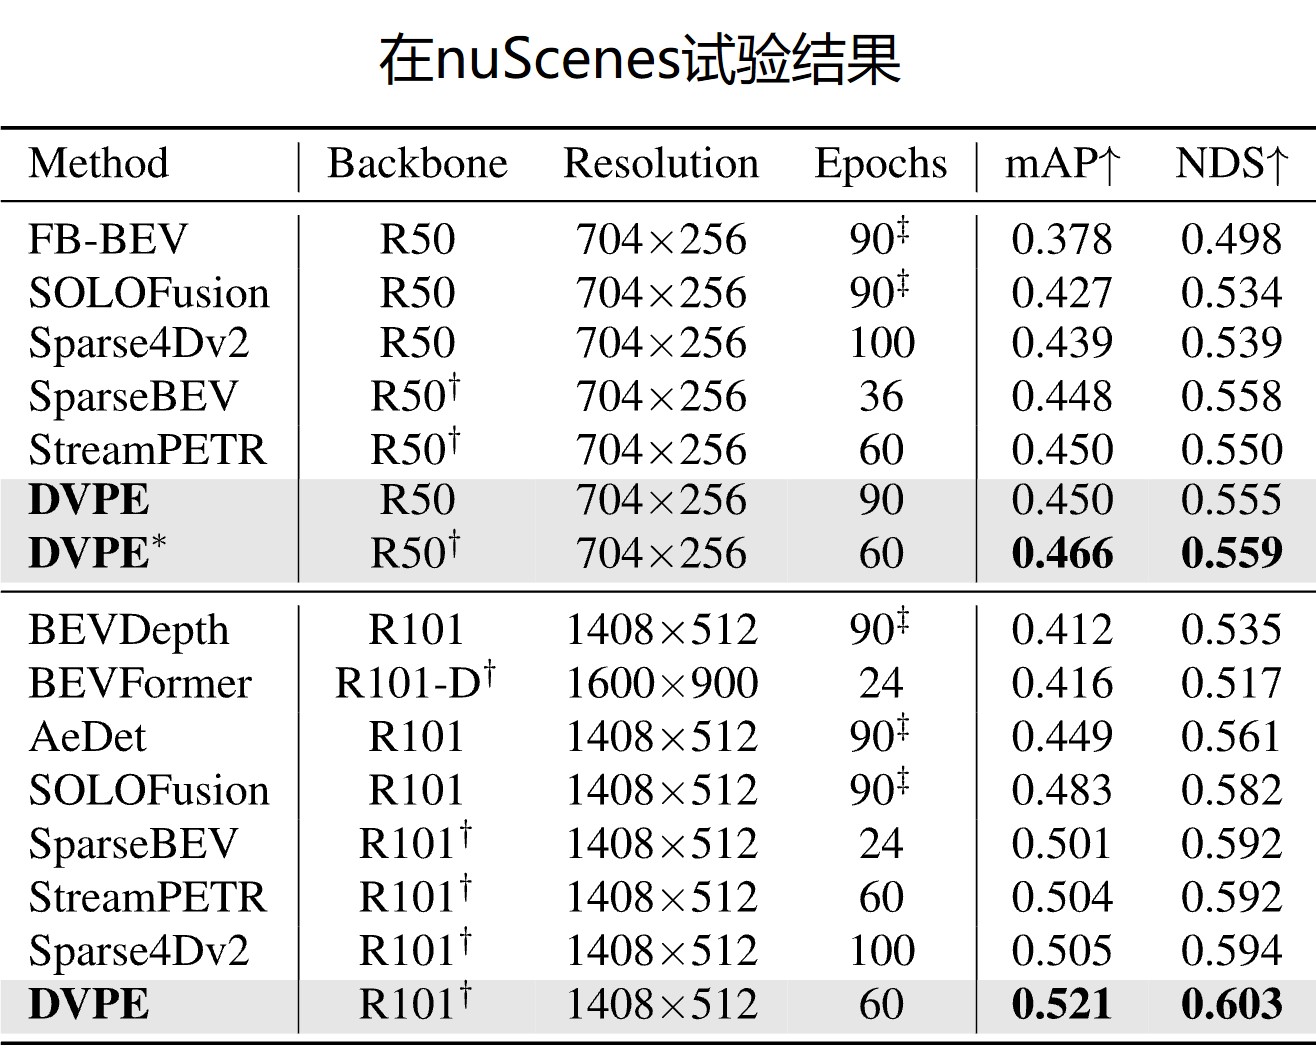 在nuScenes试验结果
Method Backbone Resolution Epochs mAP↑ NDS↑
FB-BEV R50 704×256 90‡ 0.378 0.498
SOLOFusion R50 704×256 90‡ 0.427 0.534
Sparse4Dv2 R50 704×256 100 0.439 0.539
SparseBEV R50† 704×256 36 0.448 0.558
StreamPETR R50† 704×256 60 0.450 0.550
DVPE R50 704×256 90 0.450 0.555
DVPE* R50† 704×256 60 0.466 0.559
BEVDepth R101 1408×512 90‡ 0.412 0.535
BEVFormer R101-D† 1600×900 24 0.416 0.517
AeDet R101 1408×512 90‡ 0.449 0.561
SOLOFusion R101 1408×512 90‡ 0.483 0.582
SparseBEV R101† 1408×512 24 0.501 0.592
StreamPETR R101† 1408×512 60 0.504 0.592
Sparse4Dv2 R101† 1408×512 100 0.505 0.594
DVPE R101† 1408×512 60 0.521 0.603